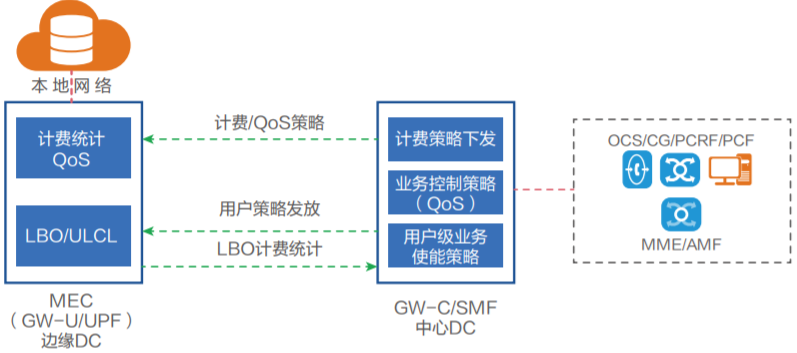 本地网络
计费统计
QoS
LBO/ULCL
MEC
（GW-U/UPF）
边缘DC
计费/QoS策略
用户策略发放
LBO计费统计
计费策略下发
业务控制策略
（QoS）
用户级业务
使能策略
GW-C/SMF
中心DC
OCS/CG/PCRF/PCF
MME/AMF